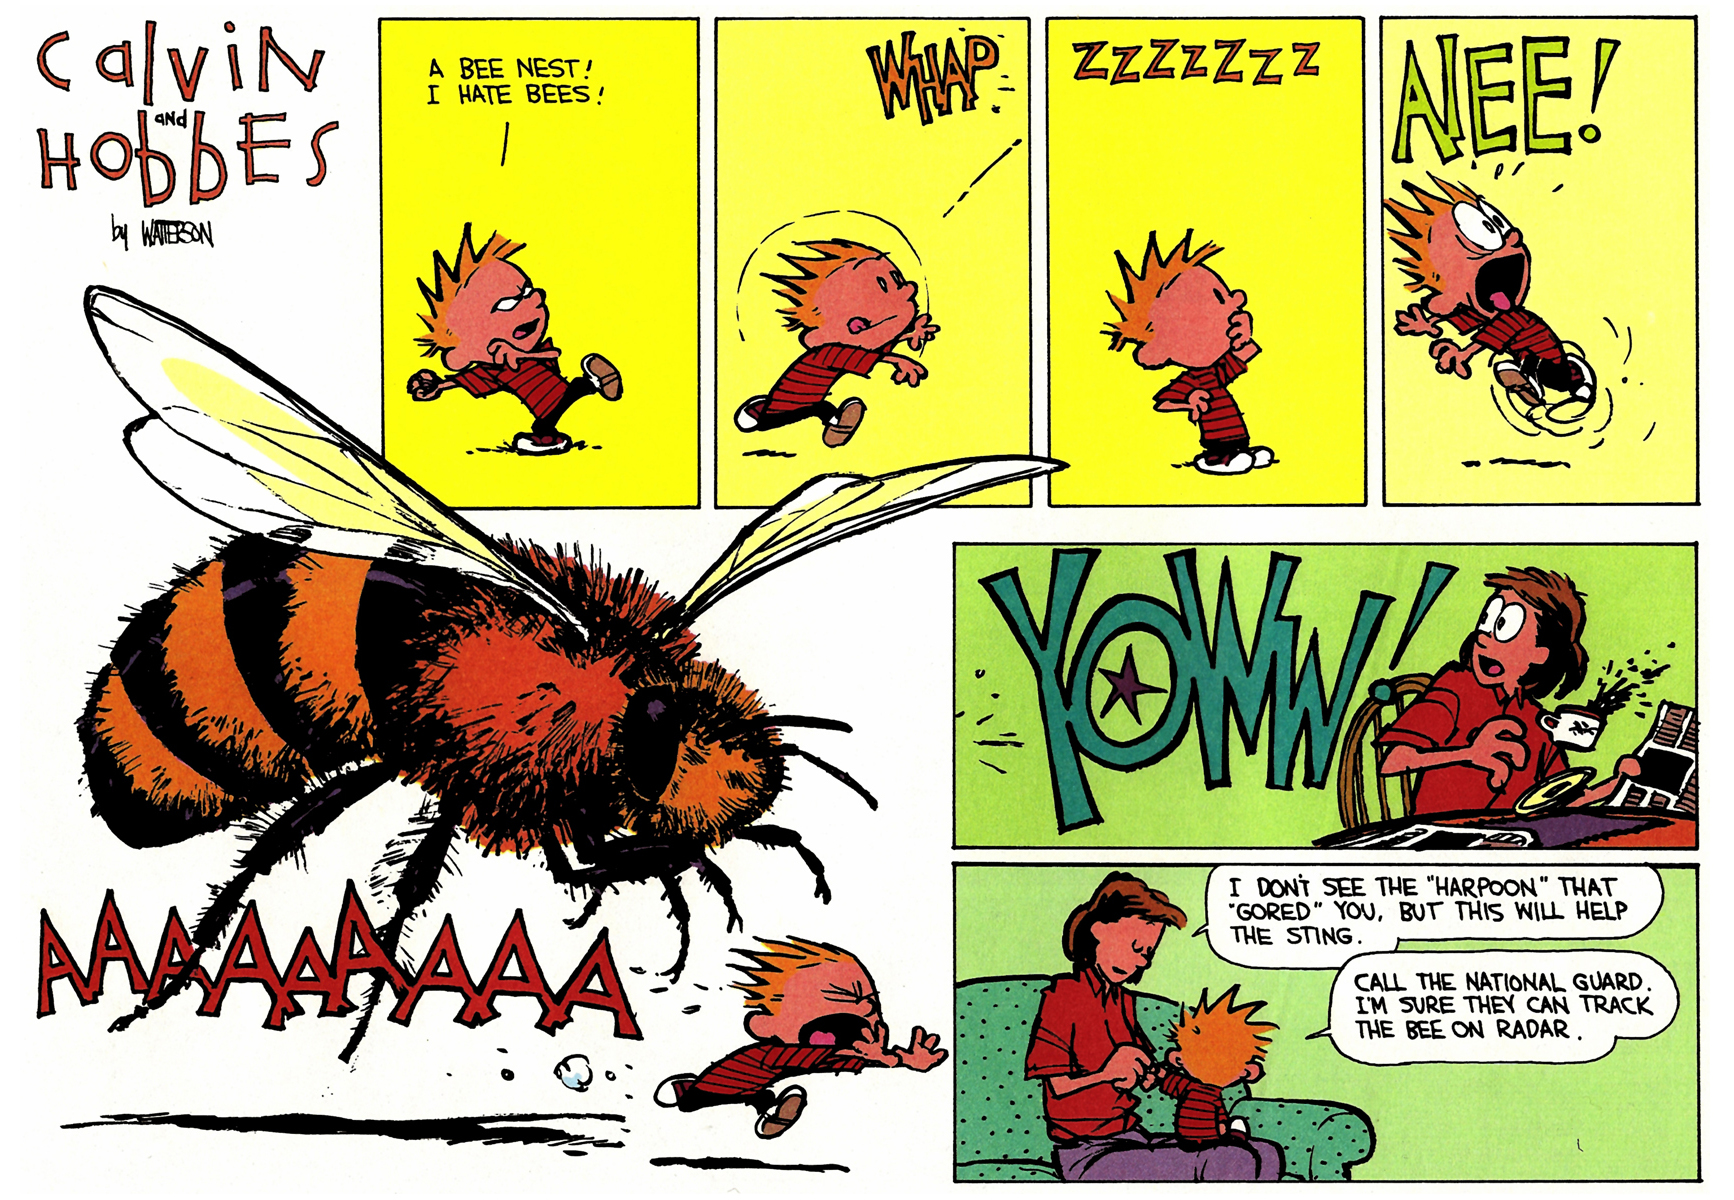 CALVIN
AND
HOBBES
by WATTERSON
A BEE NEST!
I HATE BEES!
WHAP
ZZZZZZZ
NEE!
AAAAAAAAA
YOWW!
I DON'T SEE THE "HARPOON" THAT
"GORED" YOU, BUT THIS WILL HELP
THE STING.
CALL THE NATIONAL GUARD.
I'M SURE THEY CAN TRACK
THE BEE ON RADAR.